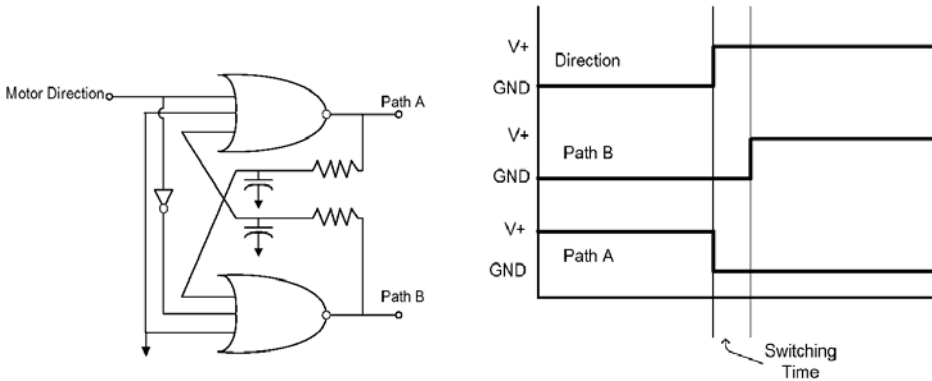 Motor Direction
Path A
Path B
V+
Direction
GND
V+
Path B
GND
V+
Path A
GND
Switching
Time